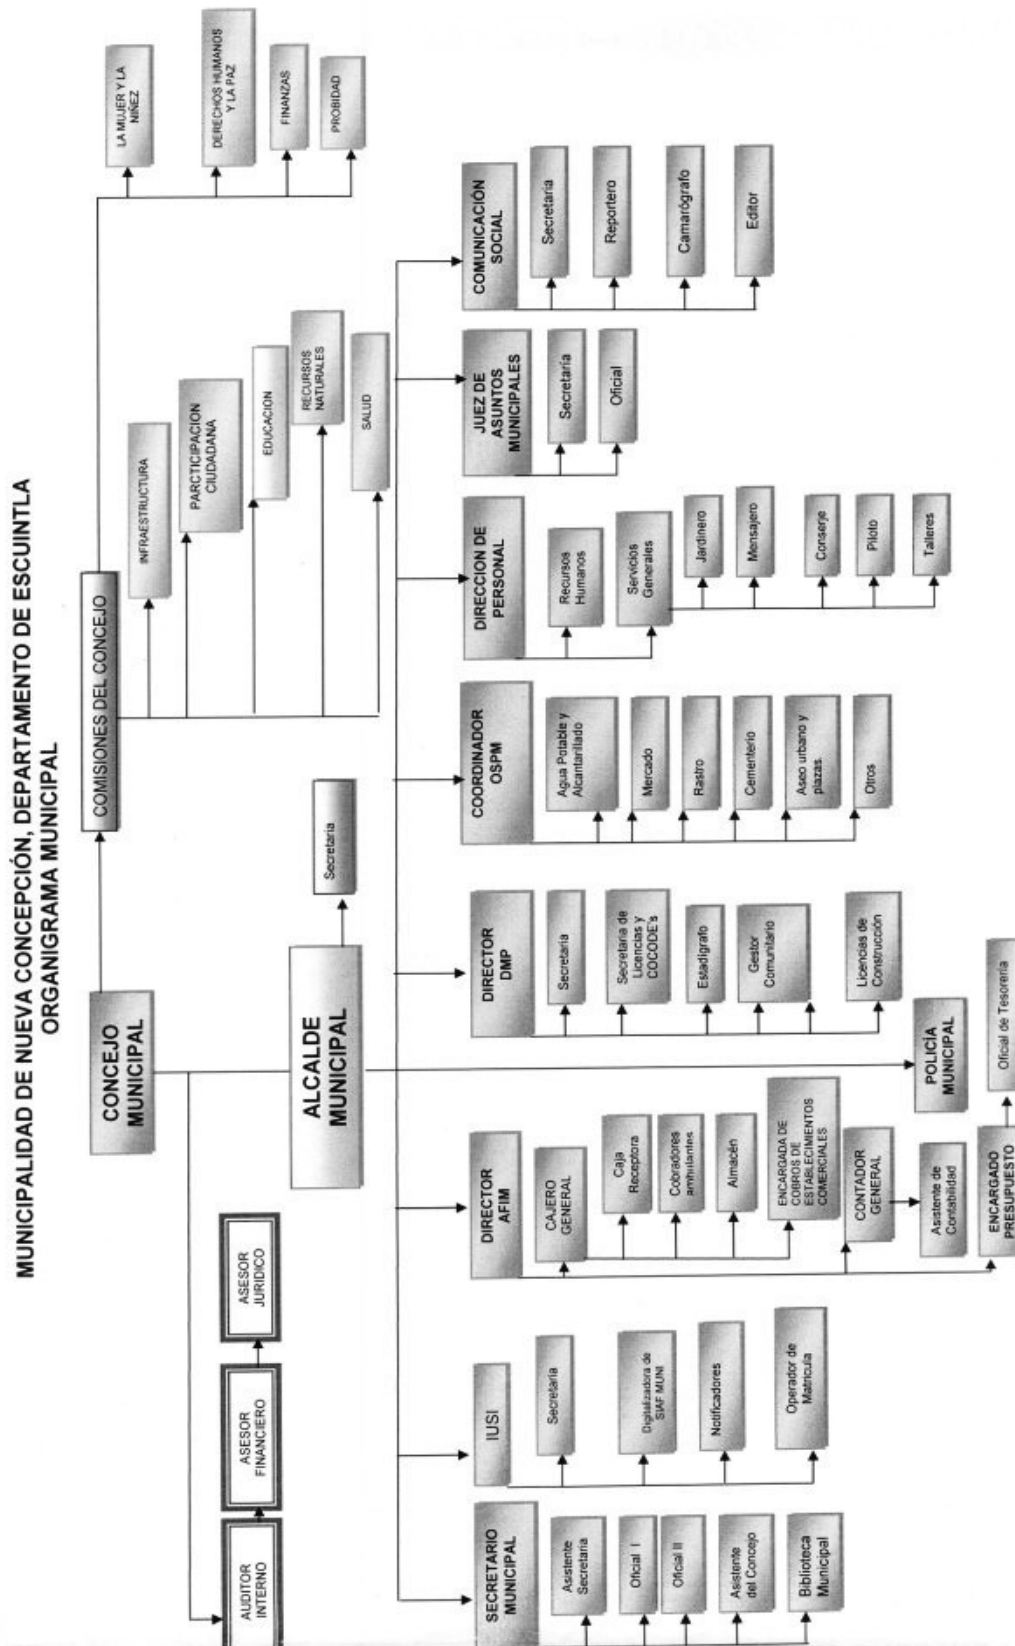 MUNICIPALIDAD DE NUEVA CONCEPCIÓN, DEPARTAMENTO DE ESCUINTLA
ORGANIGRAMA MUNICIPAL
CONCEJO
MUNICIPAL
COMISIONES DEL CONCEJO
LA MUJER Y LA
NIÑEZ
DERECHOS HUMANOS
Y LA PAZ
FINANZAS
PROBIDAD
INFRAESTRUCTURA
PARCTICIPACION
CIUDADANA
EDUCACION
RECURSOS
NATURALES
SALUD
AUDITOR
INTERNO
ASESOR
FINANCIERO
ASESOR
JURIDICO
ALCALDE
MUNICIPAL
Secretaria
SECRETARIO
MUNICIPAL
Asistente
Secretaria
Oficial I
Oficial II
Asistente
del Concejo
Biblioteca
Municipal
IUSI
Secretaria
Digitalizadora de
SIAF MUNI
Notificadores
Operador de
Matricula
DIRECTOR
AFIM
CAJERO
GENERAL
Caja
Receptora
Cobradores
ambulantes
Almacén
ENCARGADA DE
COBROS DE
ESTABLECIMIENTOS
COMERCIALES
CONTADOR
GENERAL
Asistente de
Contabilidad
ENCARGADO
PRESUPUESTO
Oficial de Tesorería
POLICÍA
MUNICIPAL
DIRECTOR
DMP
Secretaria
Secretaria de
Licencias y
COCODE's
Estadígrafo
Gestor
Comunitario
Licencias de
Construcción
COORDINADOR
OSPM
Agua Potable y
Alcantarillado
Mercado
Rastro
Cementerio
Aseo urbano y
plazas.
Otros
DIRECCION DE
PERSONAL
Recursos
Humanos
Servicios
Generales
Jardinero
Mensajero
Conserje
Piloto
Talleres
JUEZ DE
ASUNTOS
MUNICIPALES
Secretaría
Oficial
COMUNICACIÓN
SOCIAL
Secretaría
Reportero
Camarógrafo
Editor